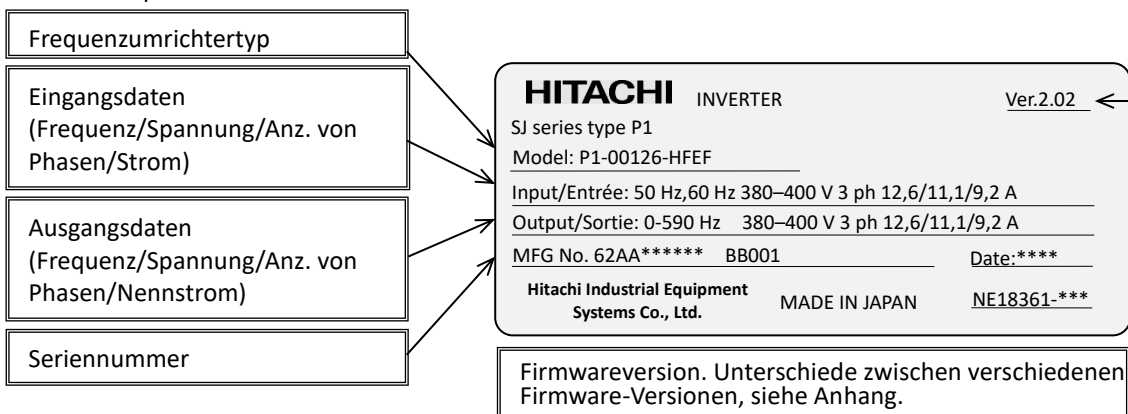 Frequenzumrichtertyp
Eingangsdaten
(Frequenz/Spannung/Anz. von
Phasen/Strom)
Ausgangsdaten
(Frequenz/Spannung/Anz. von
Phasen/Nennstrom)
Seriennummer
HITACHI INVERTER Ver.2.02
SJ series type P1
Model: P1-00126-HFEF
Input/Entrée: 50 Hz,60 Hz 380–400 V 3 ph 12,6/11,1/9,2 A
Output/Sortie: 0-590 Hz 380–400 V 3 ph 12,6/11,1/9,2 A
MFG No. 62AA****** BB001 Date:****
Hitachi Industrial Equipment
Systems Co., Ltd. MADE IN JAPAN NE18361-***
Firmwareversion. Unterschiede zwischen verschiedenen
Firmware-Versionen, siehe Anhang.